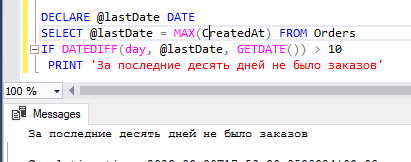 DECLARE @lastDate DATE
SELECT @lastDate = MAX(CreatedAt) FROM Orders
IF DATEDIFF(day, @lastDate, GETDATE()) > 10
PRINT 'За последние десять дней не было заказов'
100 %
Messages
За последние десять дней не было заказов